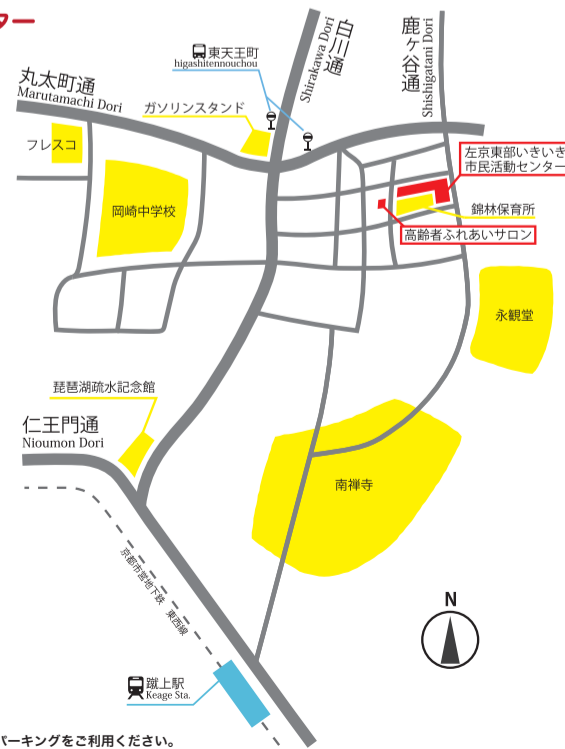 ター
白川通
Shirakawa Dori
鹿ヶ谷通
Shishigatani Dori
東天王町
higashitennouchou
丸太町通
Marutamachi Dori
ガソリンスタンド
フレスコ
左京東部いきいき
市民活動センター
岡崎中学校
錦林保育所
高齢者ふれあいサロン
永観堂
琵琶湖疏水記念館
仁王門通
Nioumon Dori
南禅寺
京都市営地下鉄 東西線
N
蹴上駅
Keage Sta.
パーキングをご利用ください。